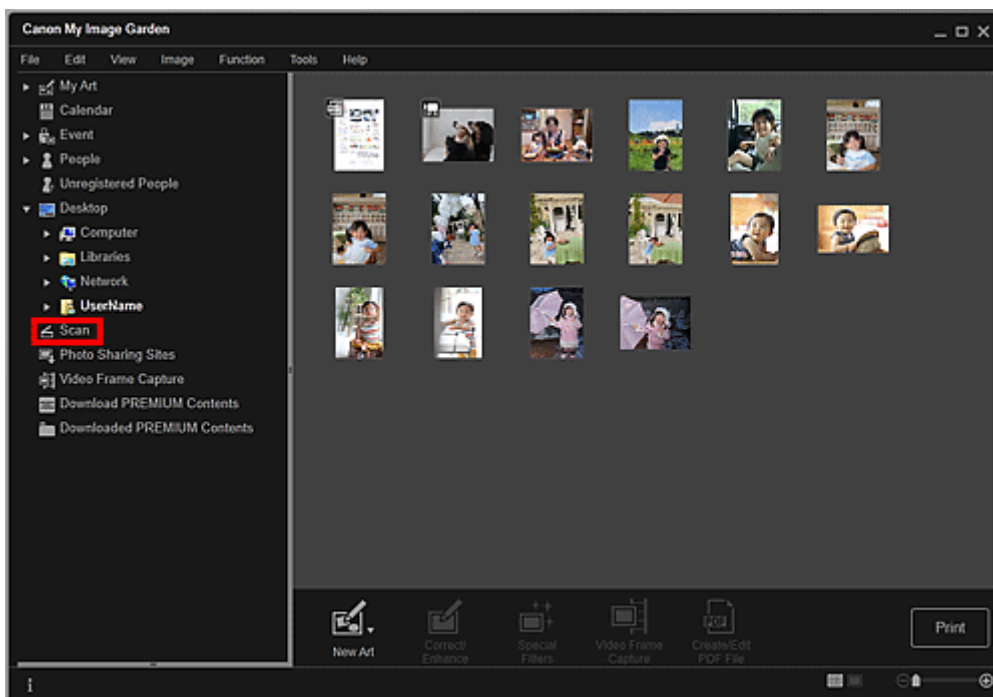 Canon My Image Garden
File Edit View Image Function Tools Help
My Art
Calendar
Event
People
Unregistered People
Desktop
Computer
Libraries
Network
UserName
Scan
Photo Sharing Sites
Video Frame Capture
Download PREMIUM Contents
Downloaded PREMIUM Contents
New Art
Correct/
Enhance
Special
Filters
Video Frame
Capture
PDF
Create/Edit
PDF File
Print